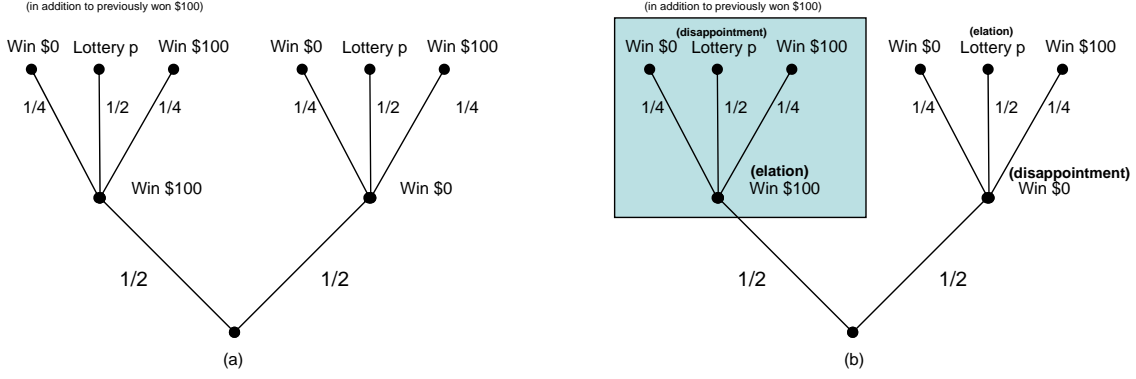 (in addition to previously won $100)
Win $0 Lottery p Win $100
Win $0 Lottery p Win $100
1/4 1/2 1/4
1/4 1/2 1/4
Win $100
Win $0
1/2 1/2
(a)
(in addition to previously won $100)
(disappointment)
Win $0 Lottery p Win $100
(elation)
Win $0 Lottery p Win $100
1/4 1/2 1/4
1/4 1/2 1/4
(elation)
Win $100
(disappointment)
Win $0
1/2 1/2
(b)